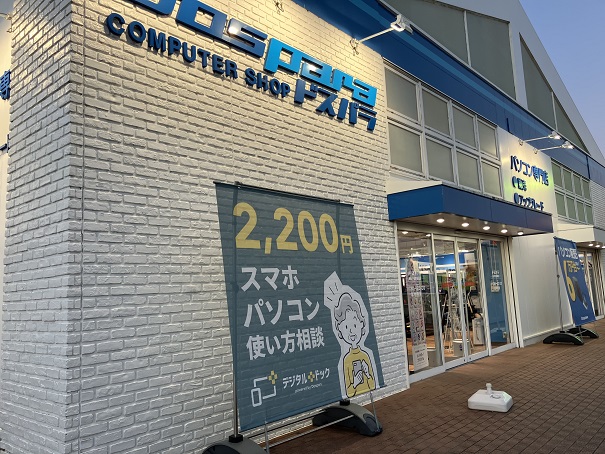 Dospara
COMPUTER SHOP ドスパラ
パソコン専門店
2,200円
スマホ
パソコン
使い方相談
デジタルドック